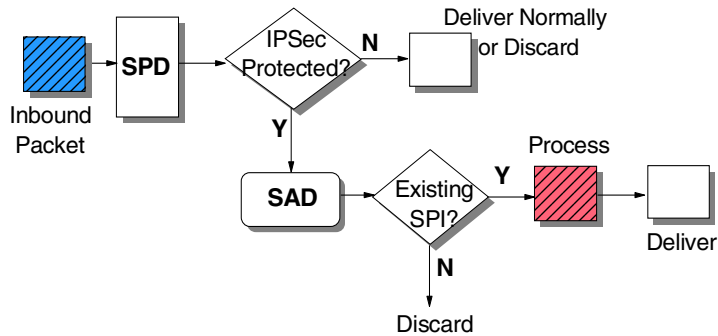 Deliver Normally
or Discard
IPSec
Protected?
N
SPD
Inbound
Packet
Y
Process
SAD
Existing
SPI?
Y
Deliver
N
Discard